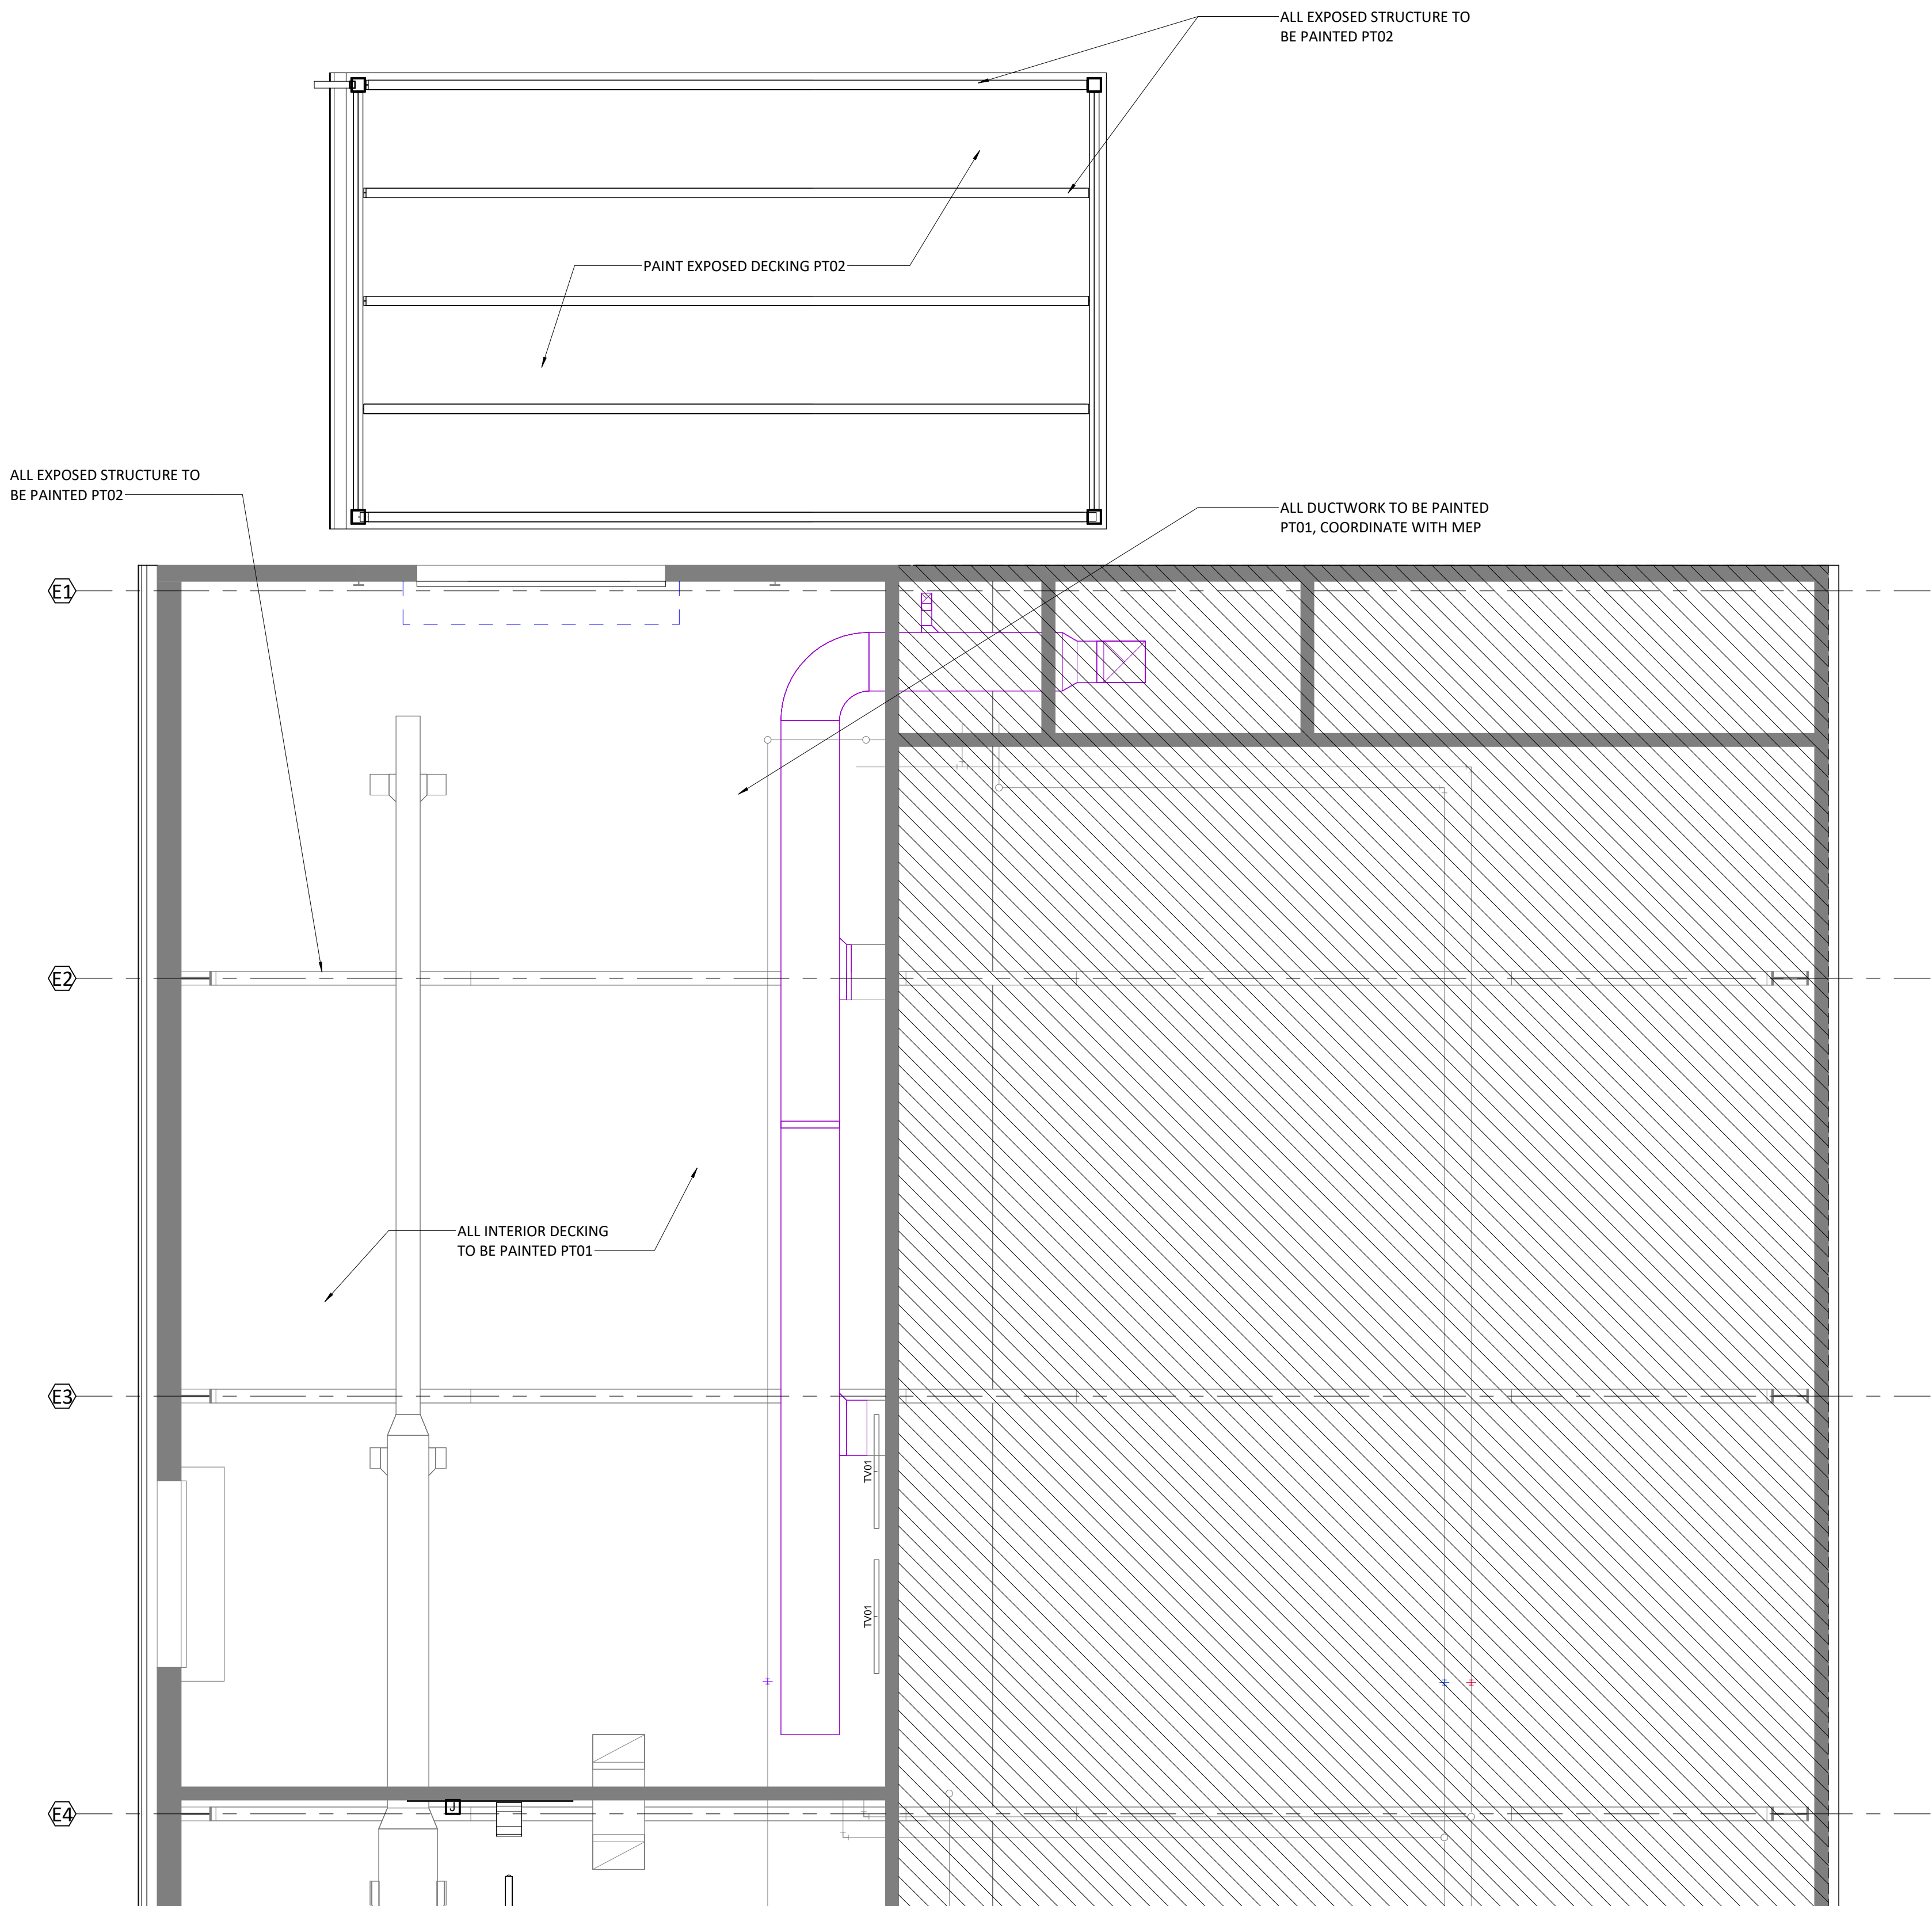 ALL EXPOSED STRUCTURE TO
BE PAINTED PT02
PAINT EXPOSED DECKING PT02
ALL EXPOSED STRUCTURE TO
BE PAINTED PT02
ALL DUCTWORK TO BE PAINTED
PT01, COORDINATE WITH MEP
E1
E2
ALL INTERIOR DECKING
TO BE PAINTED PT01
E3
TV01
TV01
J
E4